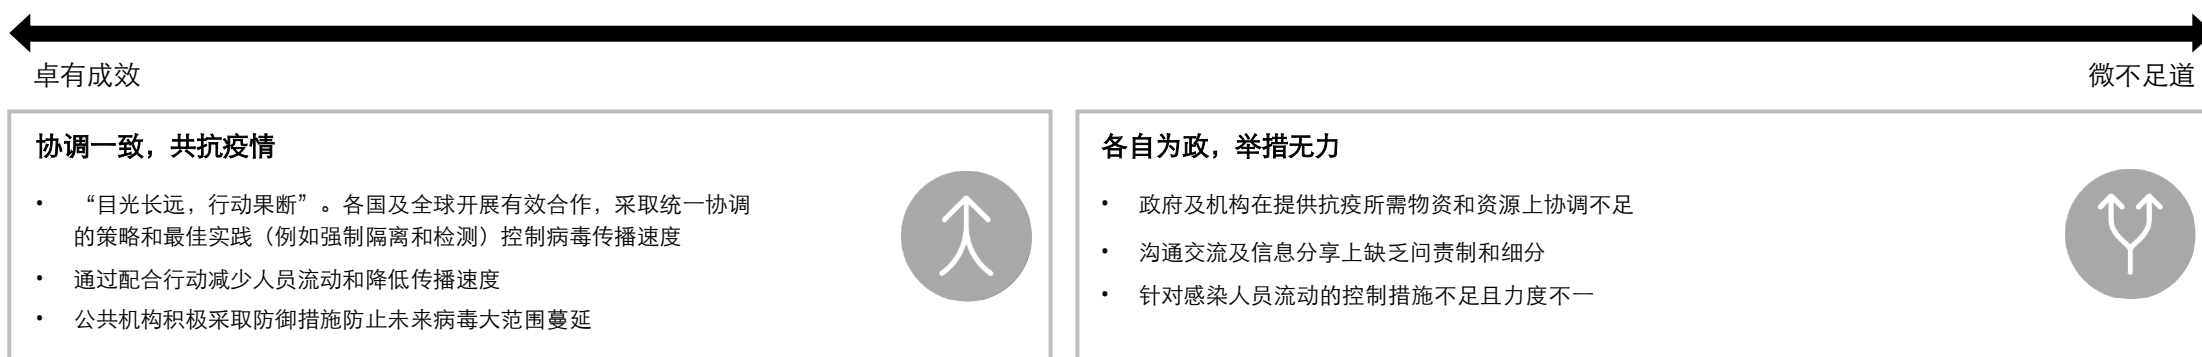 卓有成效
微不足道
协调一致，共抗疫情
• “目光长远，行动果断”。各国及全球开展有效合作，采取统一协调
的策略和最佳实践（例如强制隔离和检测）控制病毒传播速度
• 通过配合行动减少人员流动和降低传播速度
• 公共机构积极采取防御措施防止未来病毒大范围蔓延
各自为政，举措无力
• 政府及机构在提供抗疫所需物资和资源上协调不足
• 沟通交流及信息分享上缺乏问责制和细分
• 针对感染人员流动的控制措施不足且力度不一